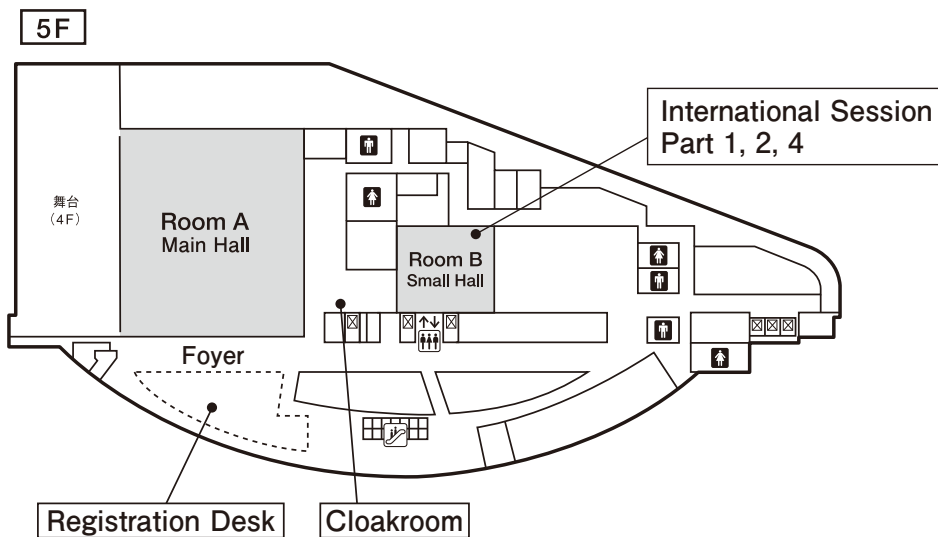 5F
International Session
Part 1, 2, 4
舞台
(4F)
Room A
Main Hall
Room B
Small Hall
Foyer
Registration Desk
Cloakroom